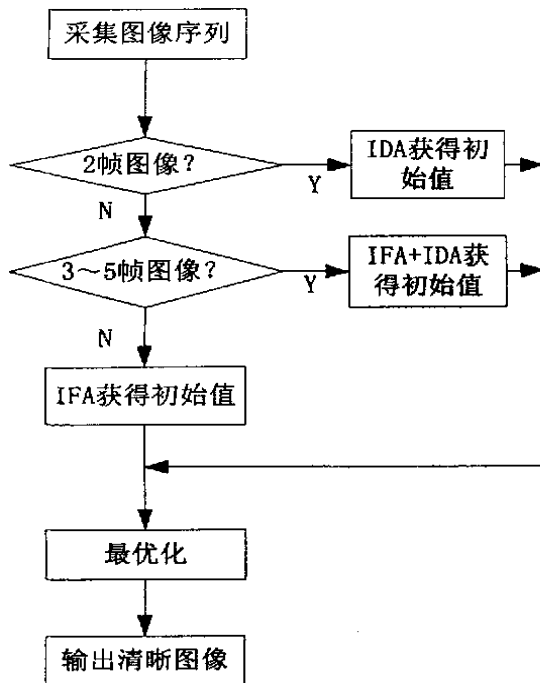 采集图像序列
2帧图像?
Y
IDA获得初
始值
N
3～5帧图像?
Y
IFA+IDA获
得初始值
N
IFA获得初始值
最优化
输出清晰图像